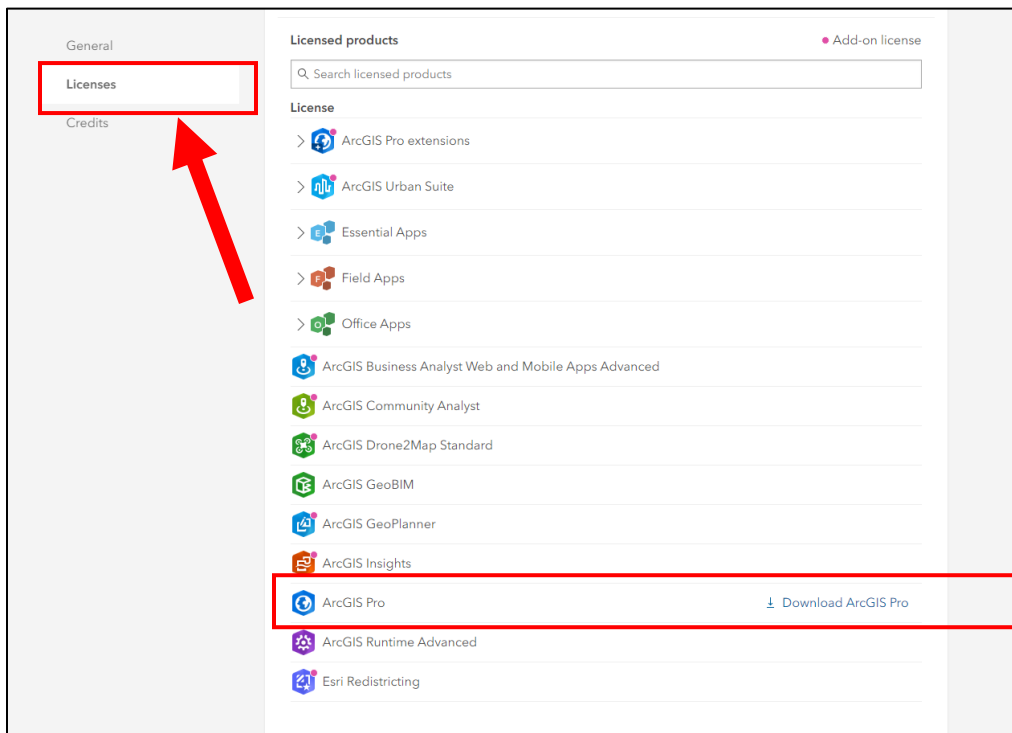 General
Licenses
Credits
Licensed products
Add-on license
Search licensed products
License
ArcGIS Pro extensions
ArcGIS Urban Suite
E Essential Apps
F Field Apps
O Office Apps
ArcGIS Business Analyst Web and Mobile Apps Advanced
ArcGIS Community Analyst
ArcGIS Drone2Map Standard
ArcGIS GeoBIM
ArcGIS GeoPlanner
ArcGIS Insights
ArcGIS Pro
Download ArcGIS Pro
ArcGIS Runtime Advanced
Esri Redistricting